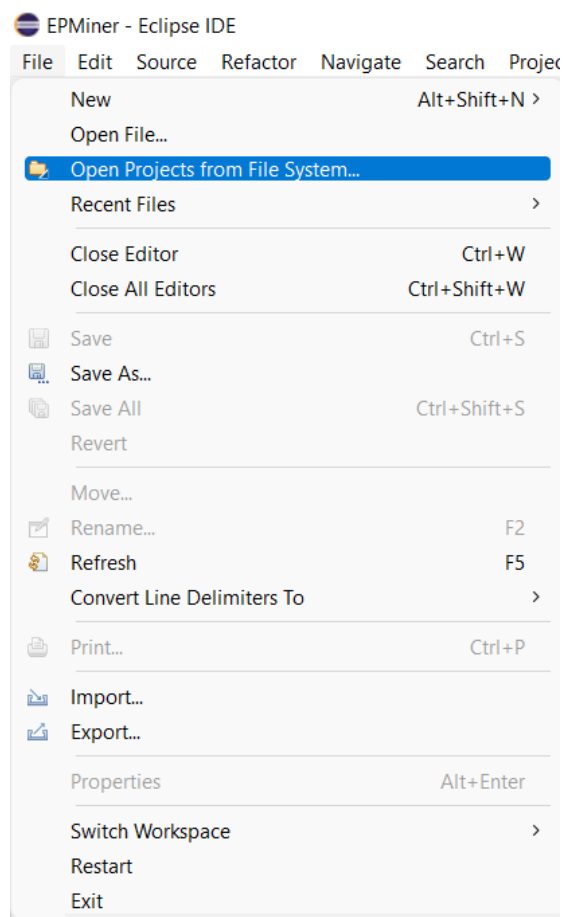 EPMiner - Eclipse IDE
File Edit Source Refactor Navigate Search Projec
New Alt+Shift+N >
Open File...
Open Projects from File System...
Recent Files >
Close Editor Ctrl+W
Close All Editors Ctrl+Shift+W
Save Ctrl+S
Save As...
Save All Ctrl+Shift+S
Revert
Move...
Rename... F2
Refresh F5
Convert Line Delimiters To >
Print... Ctrl+P
Import...
Export...
Properties Alt+Enter
Switch Workspace >
Restart
Exit